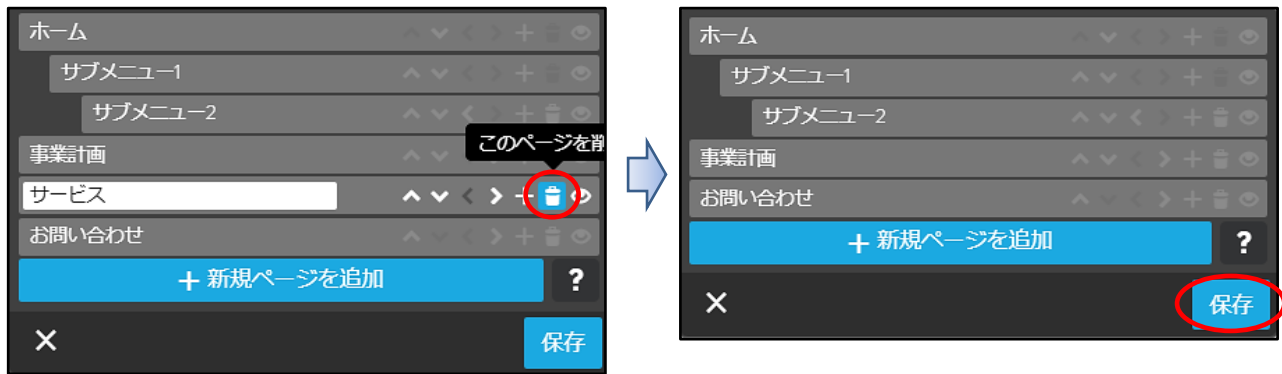 ホーム
サブメニュー1
サブメニュー2
このページを削
事業計画
サービス
お問い合わせ
+ 新規ページを追加 ?
× 保存
ホーム
サブメニュー1
サブメニュー2
事業計画
お問い合わせ
+ 新規ページを追加 ?
× 保存